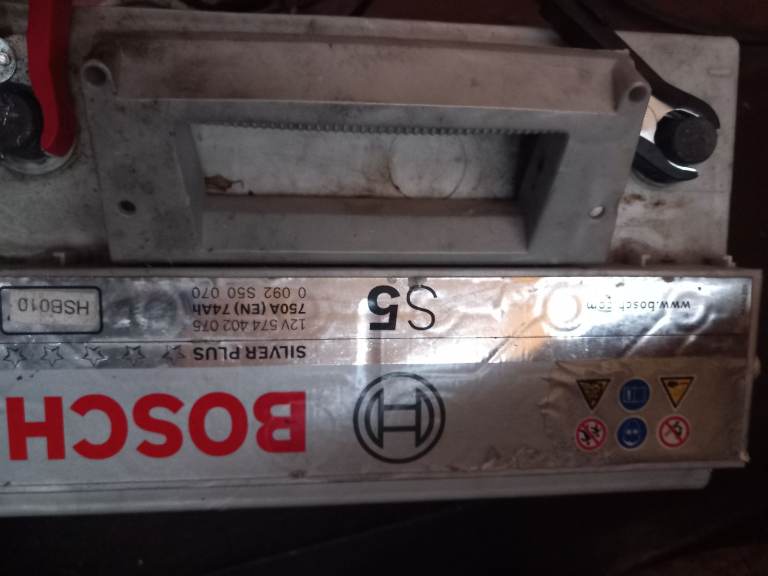 BOSCH
SILVER PLUS
12V 574 402 075
750A (EN) 74Ah
0 092 S50 070
HSB010
S5
www.bosch.com